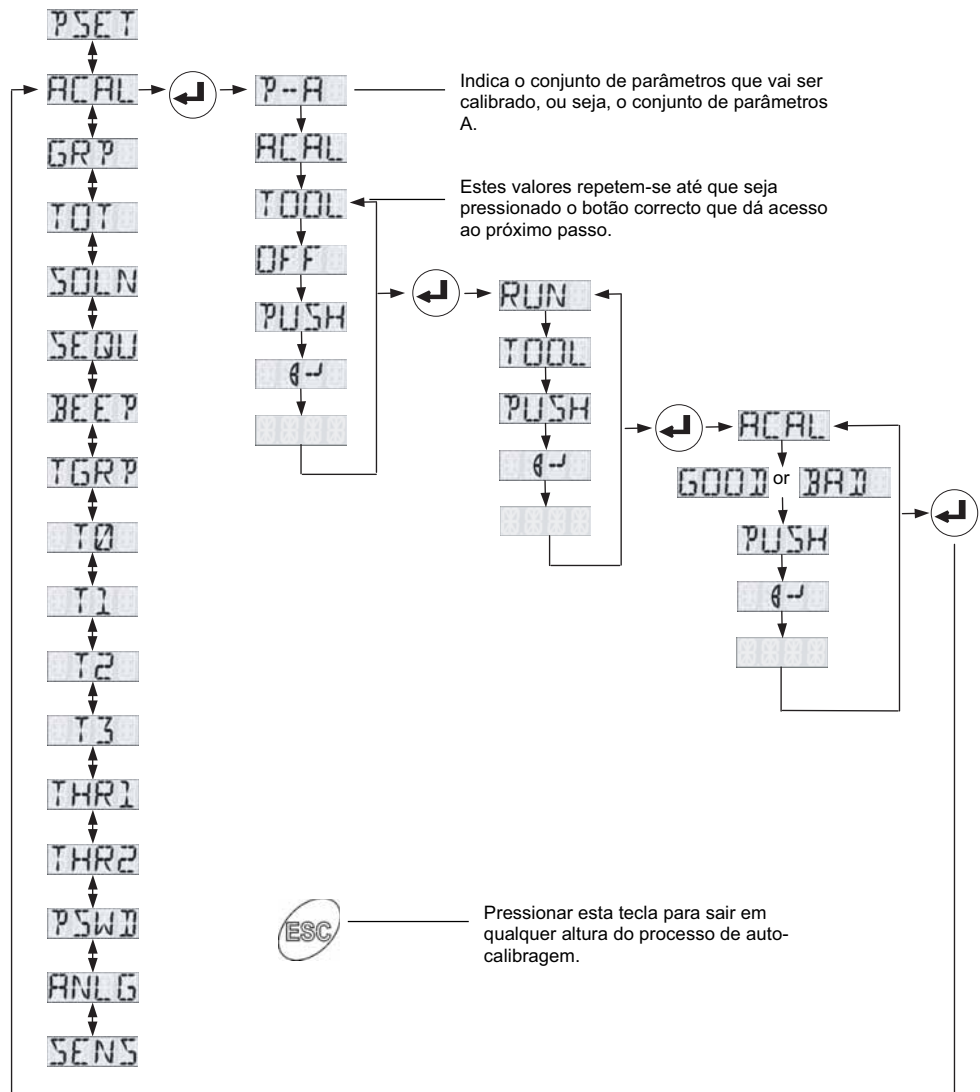 PSET
ACAL
GRP
TOT
SOLN
SEQU
BEEP
TGRP
T0
T1
T2
T3
THR1
THR2
PSWD
ANLG
SENS
P--A
ACAL
TOOL
OFF
PUSH
Indica o conjunto de parâmetros que vai ser
calibrado, ou seja, o conjunto de parâmetros
A.
Estes valores repetem-se até que seja
pressionado o botão correcto que dá acesso
ao próximo passo.
RUN
TOOL
PUSH
ACAL
GOOD or BAD
PUSH
ESC
Pressionar esta tecla para sair em
qualquer altura do processo de auto-
calibragem.